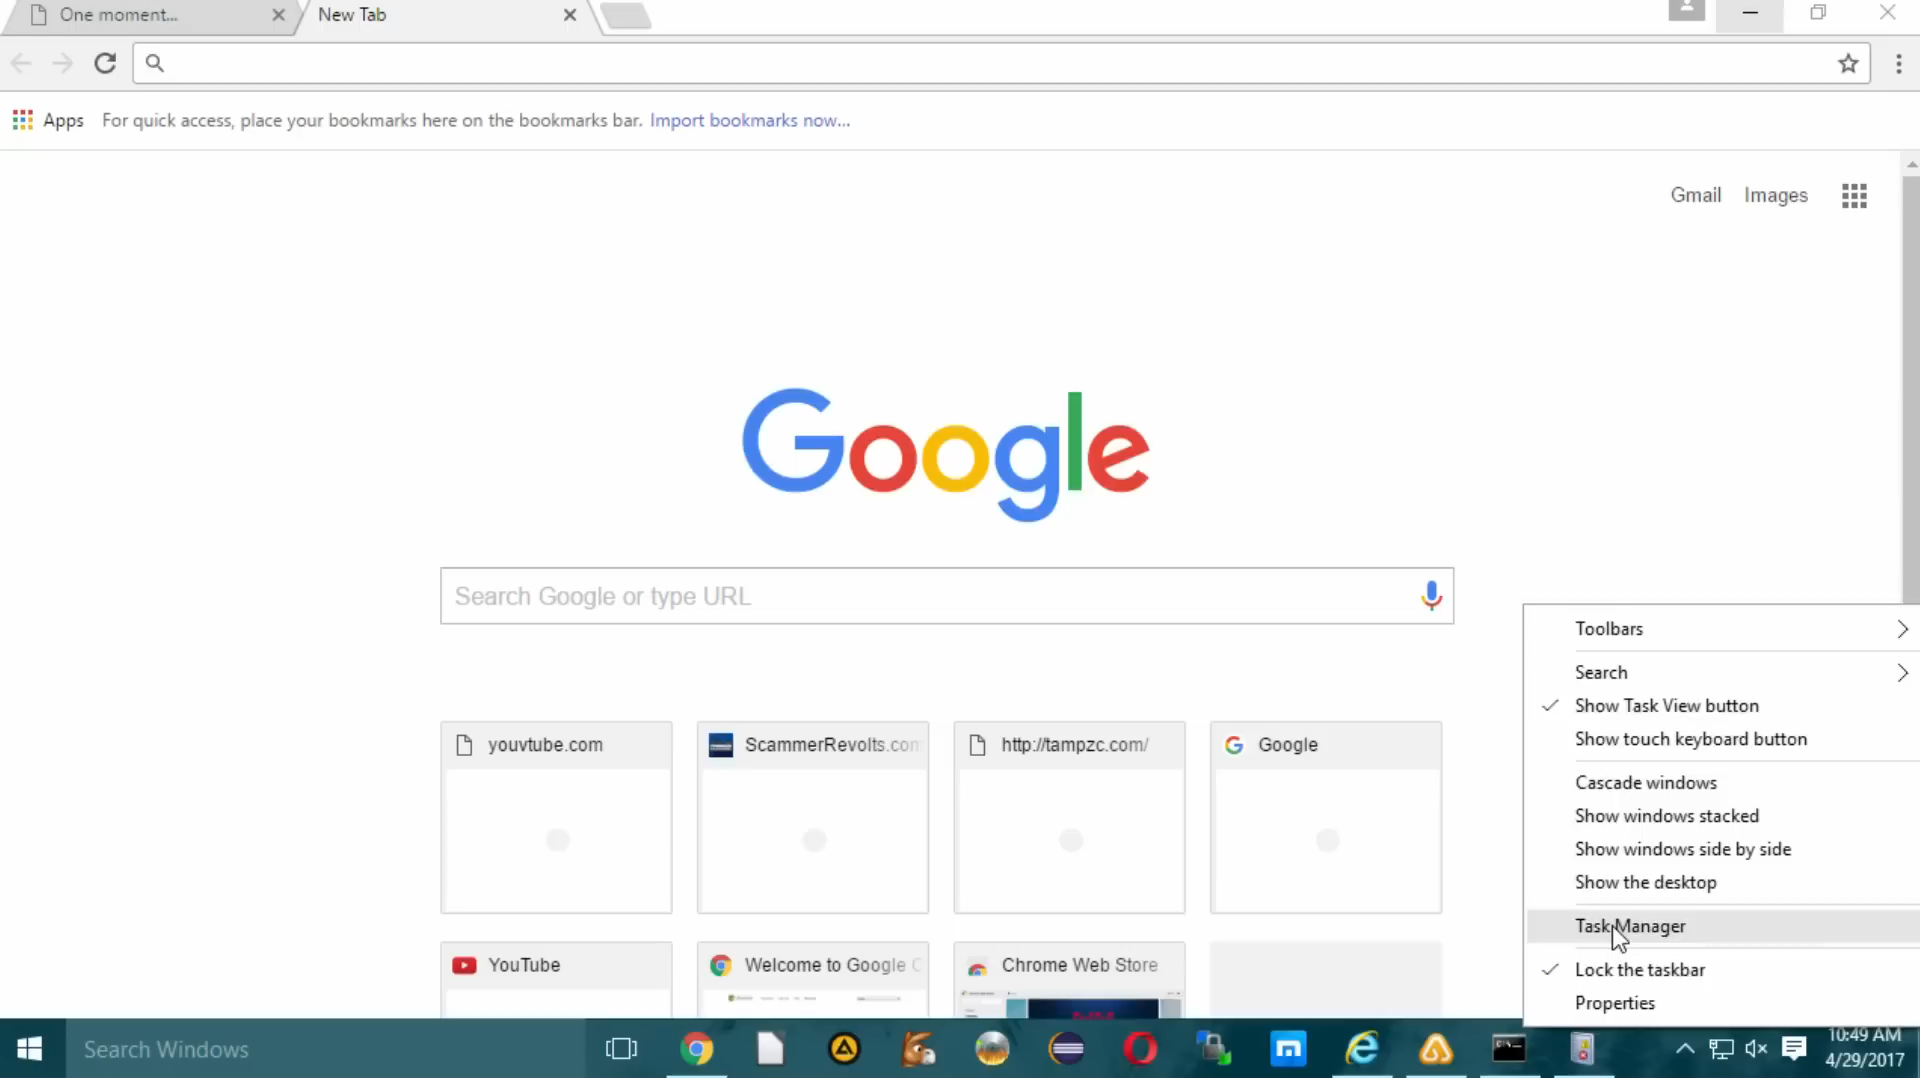 One moment...
New Tab
Apps
For quick access, place your bookmarks here on the bookmarks bar. Import bookmarks now...
Gmail
Images
Google
Search Google or type URL
youvtube.com
ScammerRevolts.com
http://tampzc.com/
Google
YouTube
Welcome to Google C
Chrome Web Store
Toolbars
Search
Show Task View button
Show touch keyboard button
Cascade windows
Show windows stacked
Show windows side by side
Show the desktop
Task Manager
Lock the taskbar
Properties
Search Windows
10:49 AM
4/29/2017